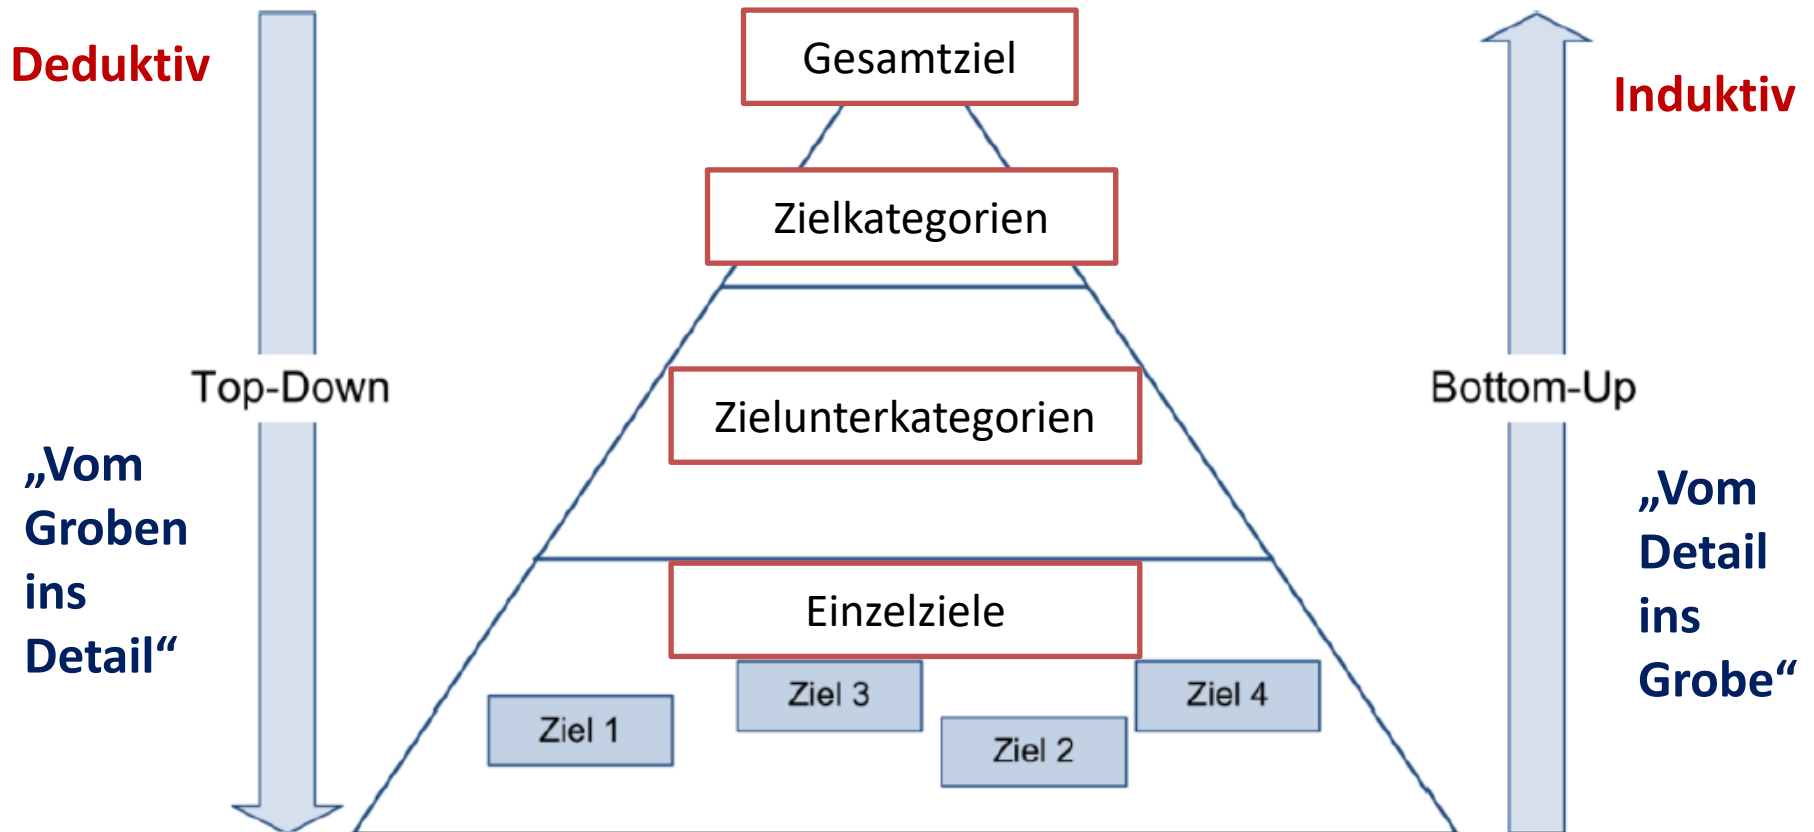 Deduktiv
Gesamtziel
Induktiv
Zielkategorien
Top-Down
Zielunterkategorien
Bottom-Up
„Vom
Groben
ins
Detail“
„Vom
Detail
ins
Grobe“
Einzelziele
Ziel 1
Ziel 3
Ziel 2
Ziel 4